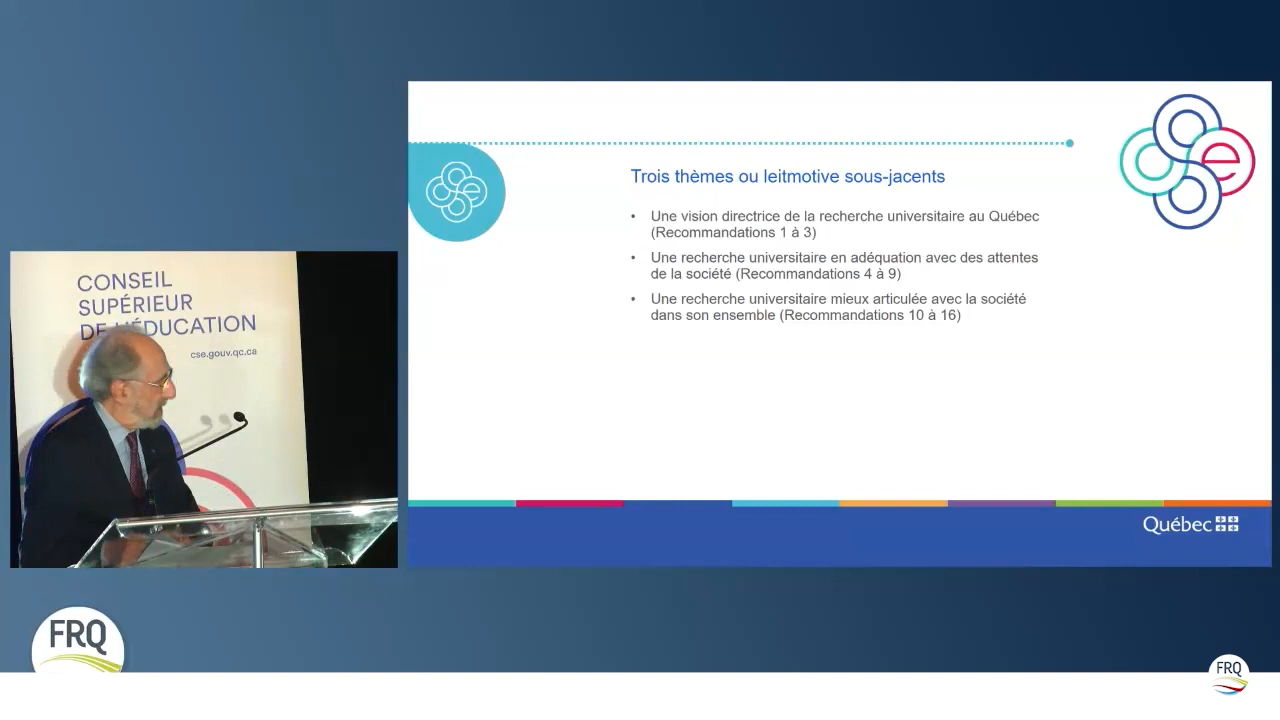 CONSEIL
SUPÉRIEUR
DE L'ÉDUCATION
cse.gouv.qc.ca
Trois thèmes ou leitmotive sous-jacents
• Une vision directrice de la recherche universitaire au Québec
(Recommandations 1 à 3)
• Une recherche universitaire en adéquation avec des attentes
de la société (Recommandations 4 à 9)
• Une recherche universitaire mieux articulée avec la société
dans son ensemble (Recommandations 10 à 16)
cse
cse
Québec
FRQ
FRQ